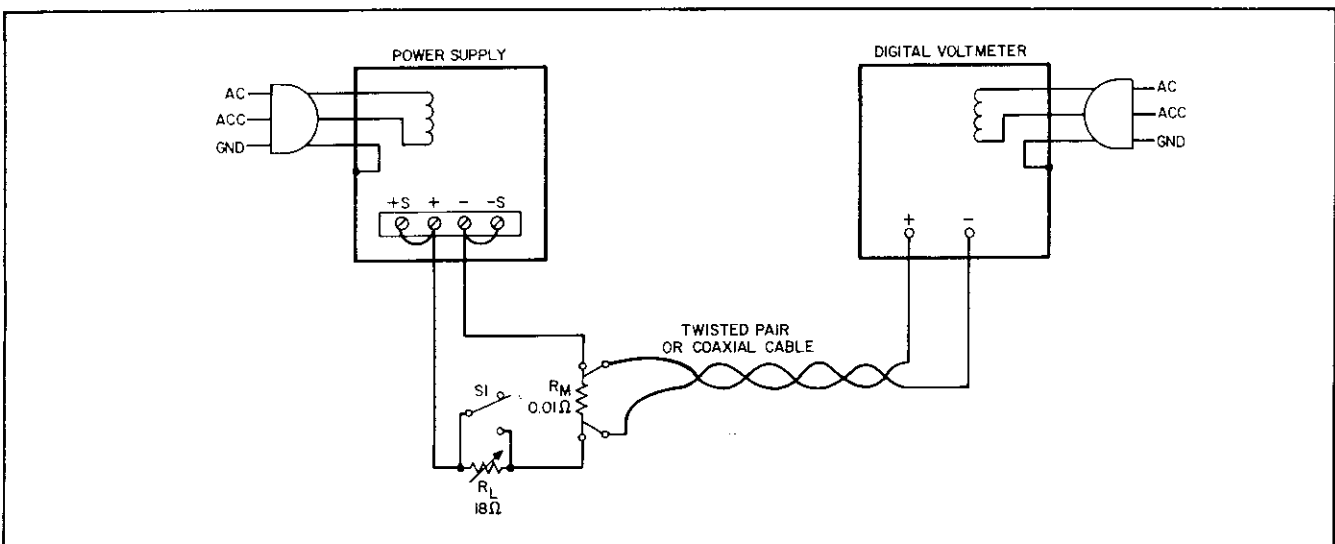 POWER SUPPLY
DIGITAL VOLTMETER
AC
ACC
GND
AC
ACC
GND
+S + - -S
+ -
TWISTED PAIR
OR COAXIAL CABLE
S1
RM
0.01Ω
RL
18Ω